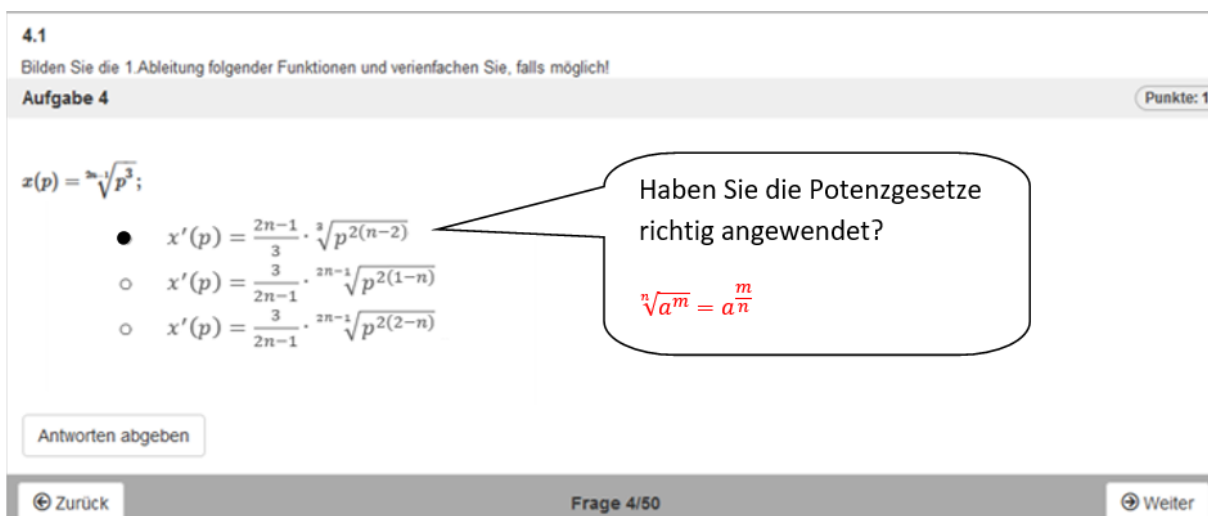 4.1
Bilden Sie die 1.Ableitung folgender Funktionen und verienfachen Sie, falls möglich!
Aufgabe 4
Punkte: 1
x(p) = ²ⁿ⁻¹√(p³);
x′(p) = (2n−1)/3 · ³√(p^(2(n−2)))
x′(p) = 3/(2n−1) · ²ⁿ⁻¹√(p^(2(1−n)))
x′(p) = 3/(2n−1) · ²ⁿ⁻¹√(p^(2(2−n)))
Haben Sie die Potenzgesetze
richtig angewendet?
ⁿ√(a^m) = a^(m/n)
Antworten abgeben
Zurück
Frage 4/50
Weiter